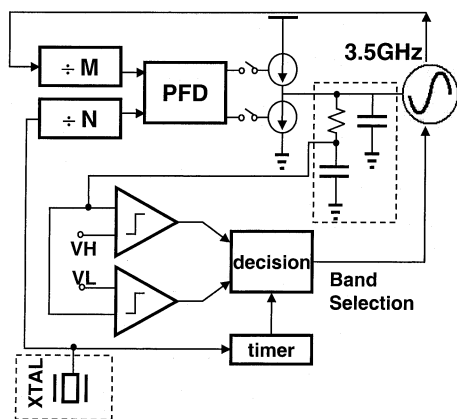 3.5GHz
÷ M
PFD
÷ N
VH
VL
decision
Band
Selection
timer
XTAL